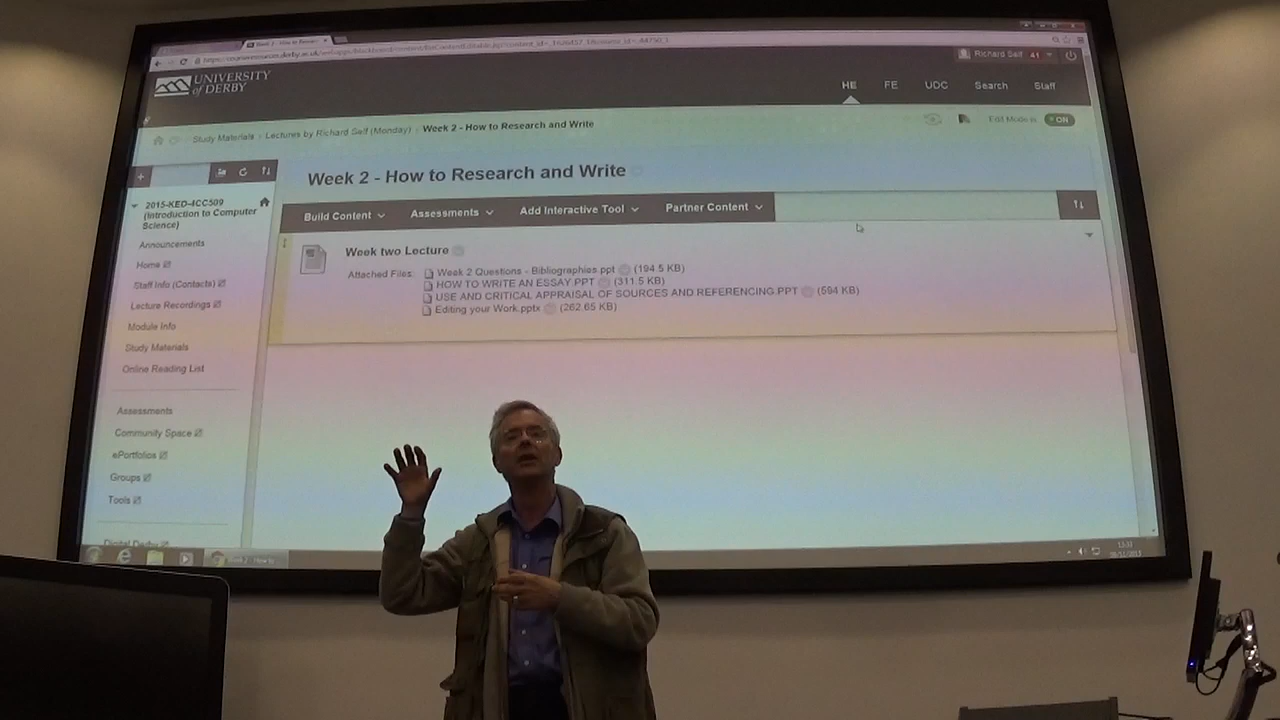 UNIVERSITY
of DERBY
Richard Self 41
HE FE UDC Search Staff
Study Materials Lectures by Richard Self (Monday) Week 2 - How to Research and Write
Edit Mode is ON
Week 2 - How to Research and Write
Build Content Assessments Add Interactive Tool Partner Content
Week two Lecture
Attached Files: Week 2 Questions - Bibliographies.ppt (194.5 KB)
HOW TO WRITE AN ESSAY.PPT (311.5 KB)
USE AND CRITICAL APPRAISAL OF SOURCES AND REFERENCING.PPT (594 KB)
Editing your Work.pptx (262.65 KB)
2015-KED-4CC509
(Introduction to Computer
Science)
Announcements
Home
Staff Info (Contacts)
Lecture Recordings
Module Info
Study Materials
Online Reading List
Assessments
Community Space
ePortfolios
Groups
Tools
Digital Derby